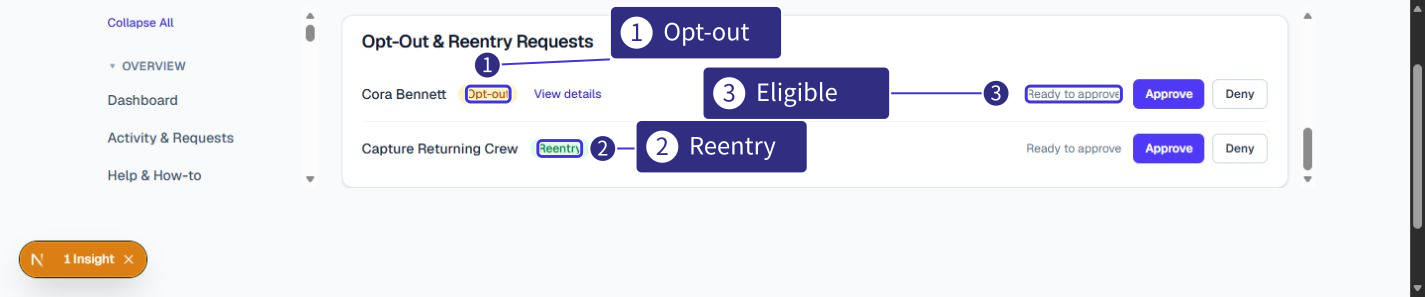 Collapse All
OVERVIEW
Dashboard
Activity & Requests
Help & How-to
Opt-Out & Reentry Requests
1 Opt-out
1
Cora Bennett Opt-out View details
3 Eligible
3
Ready to approve Approve Deny
Capture Returning Crew Reentry
2
2 Reentry
Ready to approve Approve Deny
N 1 Insight ×